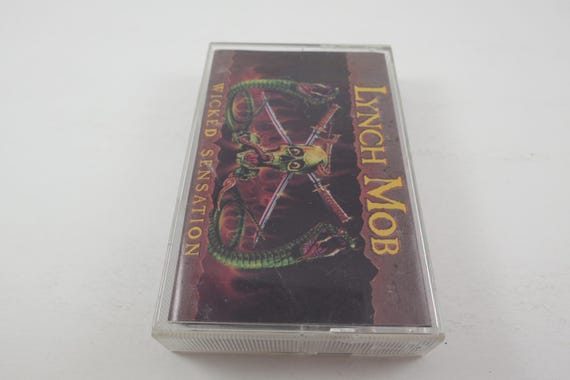 LYNCH MOB
WICKED SENSATION